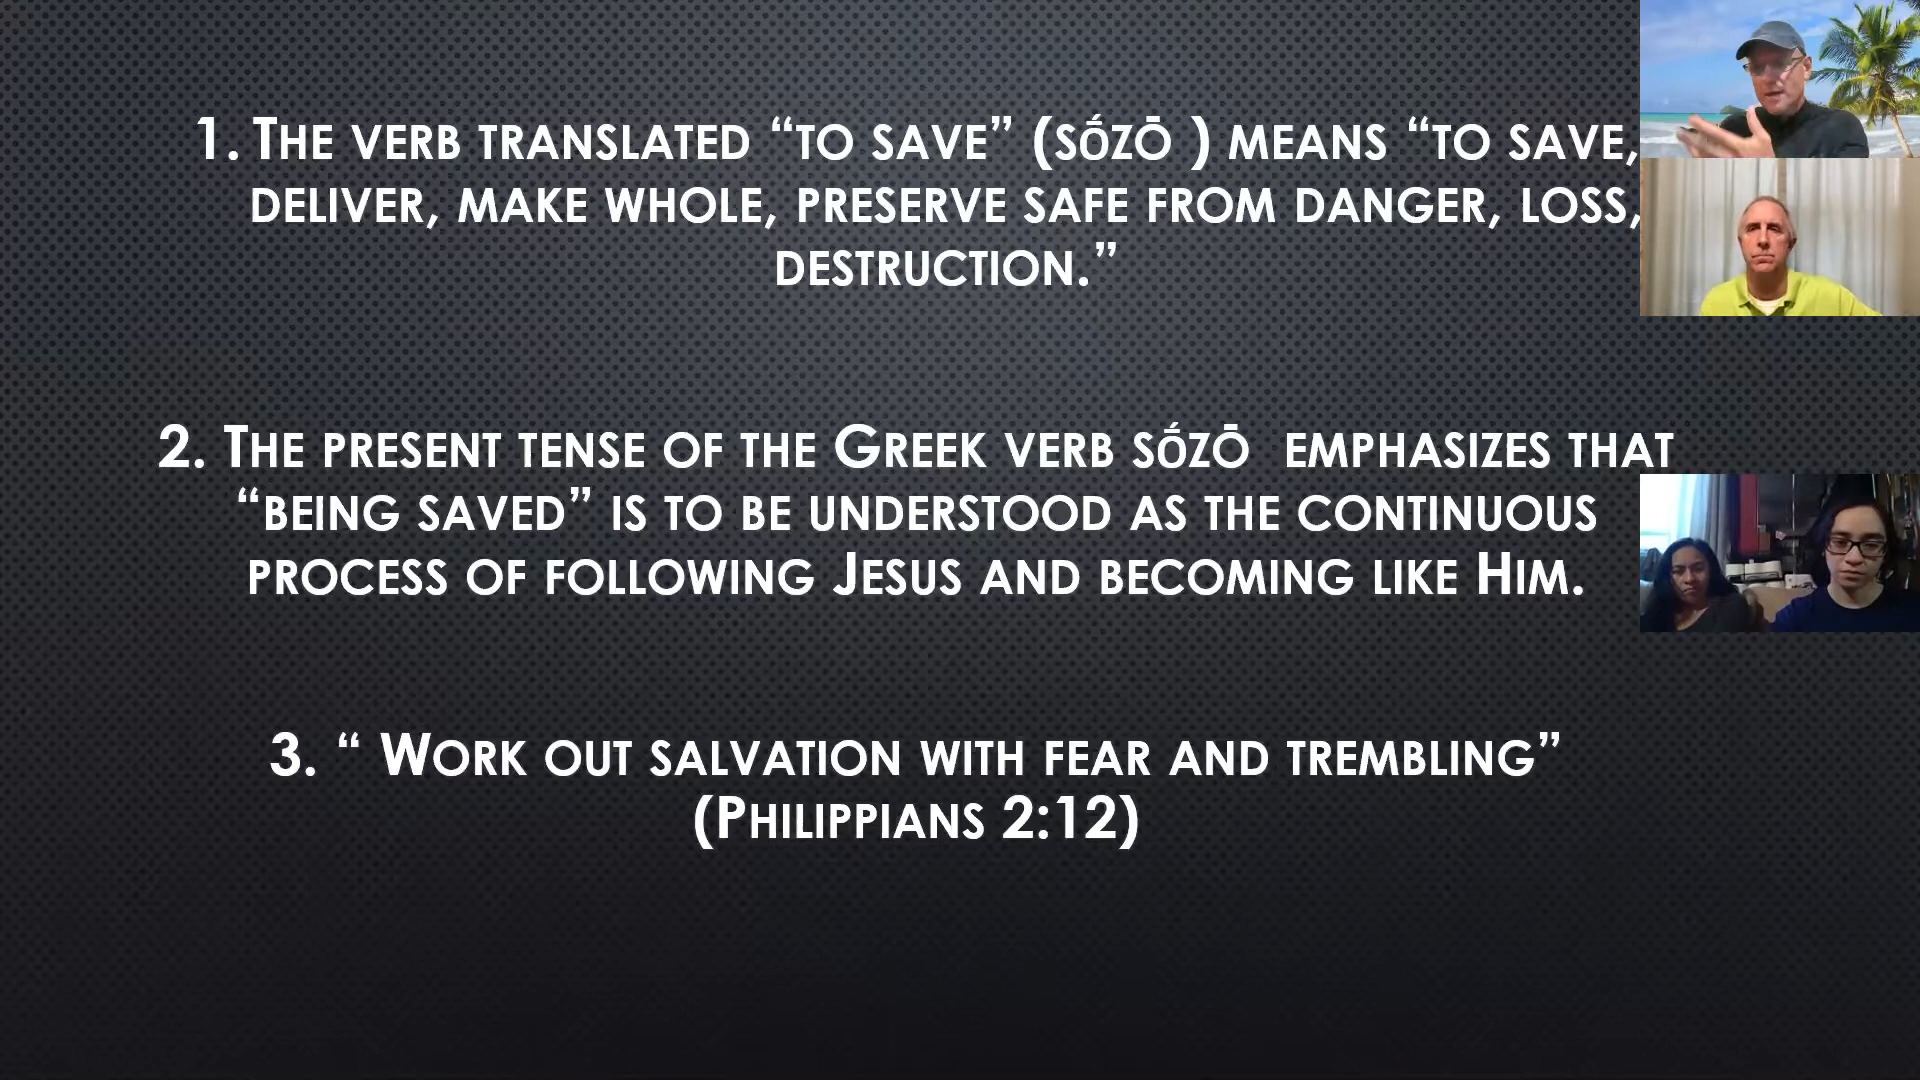 1. The verb translated “to save” (sṓzō ) means “to save,
deliver, make whole, preserve safe from danger, loss,
destruction.”
2. The present tense of the Greek verb sṓzō emphasizes that
“being saved” is to be understood as the continuous
process of following Jesus and becoming like Him.
3. “ Work out salvation with fear and trembling”
(Philippians 2:12)